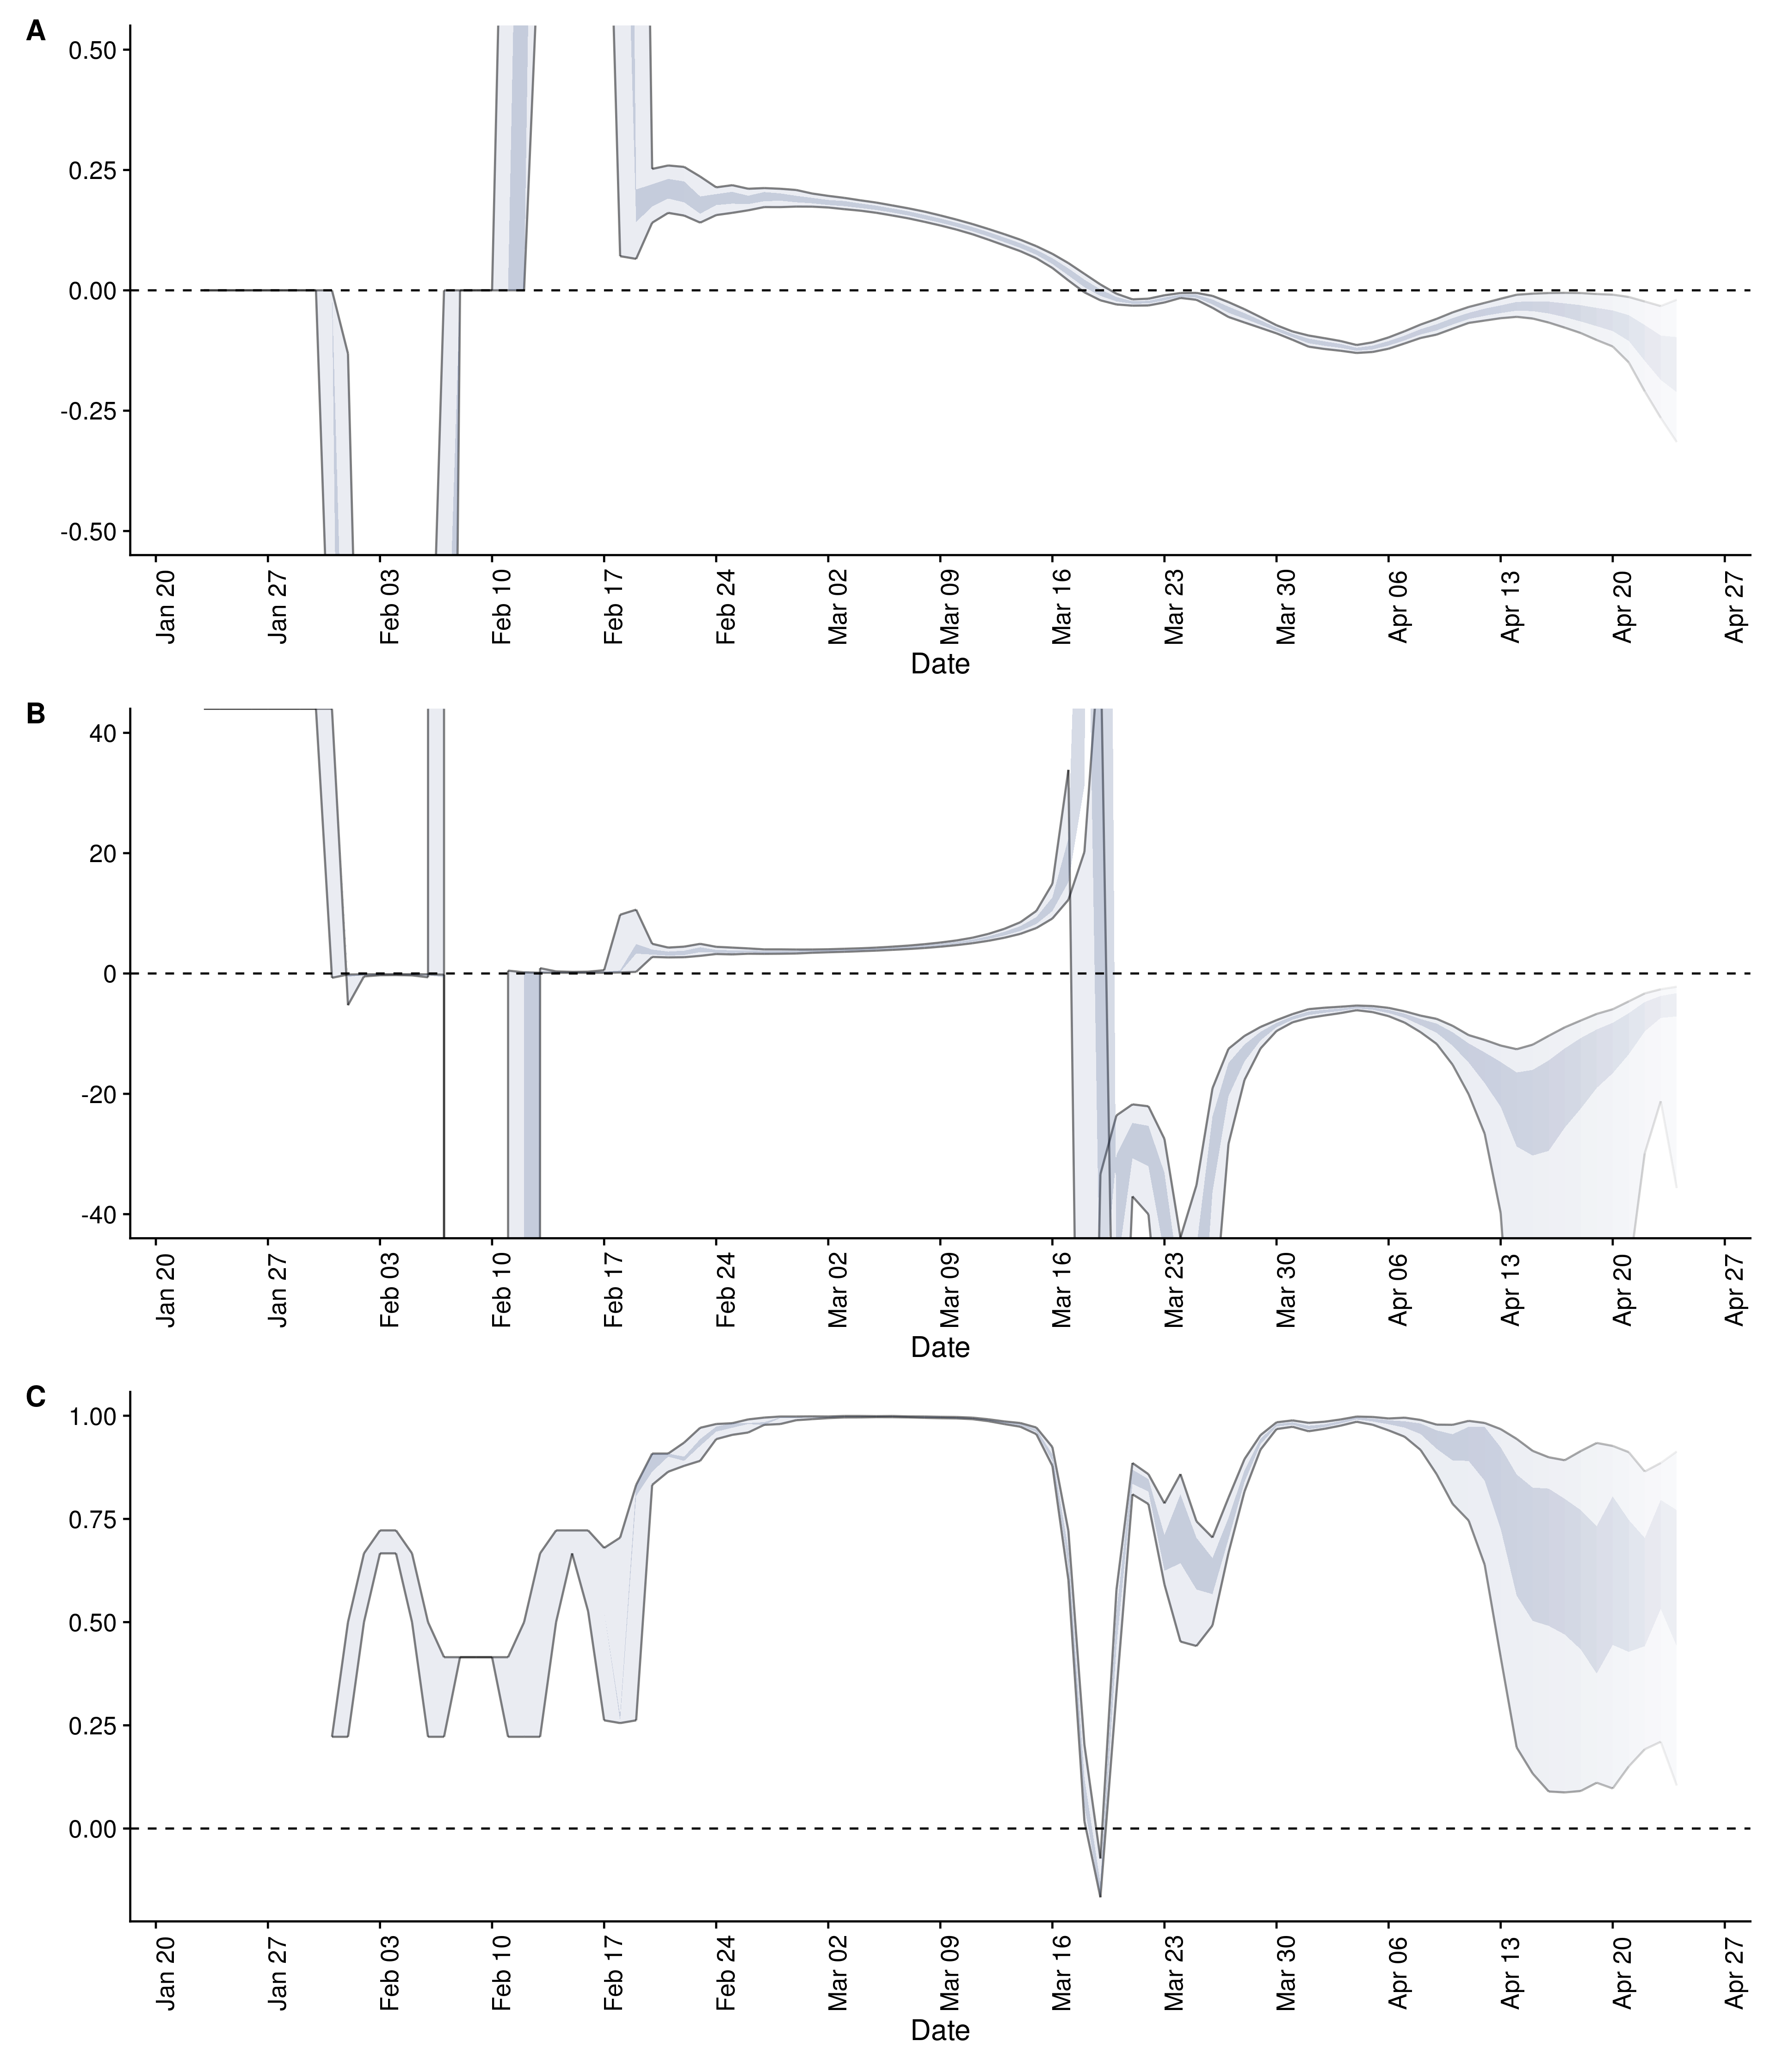 A
0.50
0.25
0.00
-0.25
-0.50
Jan 20
Jan 27
Feb 03
Feb 10
Feb 17
Feb 24
Mar 02
Mar 09
Mar 16
Mar 23
Mar 30
Apr 06
Apr 13
Apr 20
Apr 27
Date
B
40
20
0
-20
-40
Jan 20
Jan 27
Feb 03
Feb 10
Feb 17
Feb 24
Mar 02
Mar 09
Mar 16
Mar 23
Mar 30
Apr 06
Apr 13
Apr 20
Apr 27
Date
C
1.00
0.75
0.50
0.25
0.00
Jan 20
Jan 27
Feb 03
Feb 10
Feb 17
Feb 24
Mar 02
Mar 09
Mar 16
Mar 23
Mar 30
Apr 06
Apr 13
Apr 20
Apr 27
Date